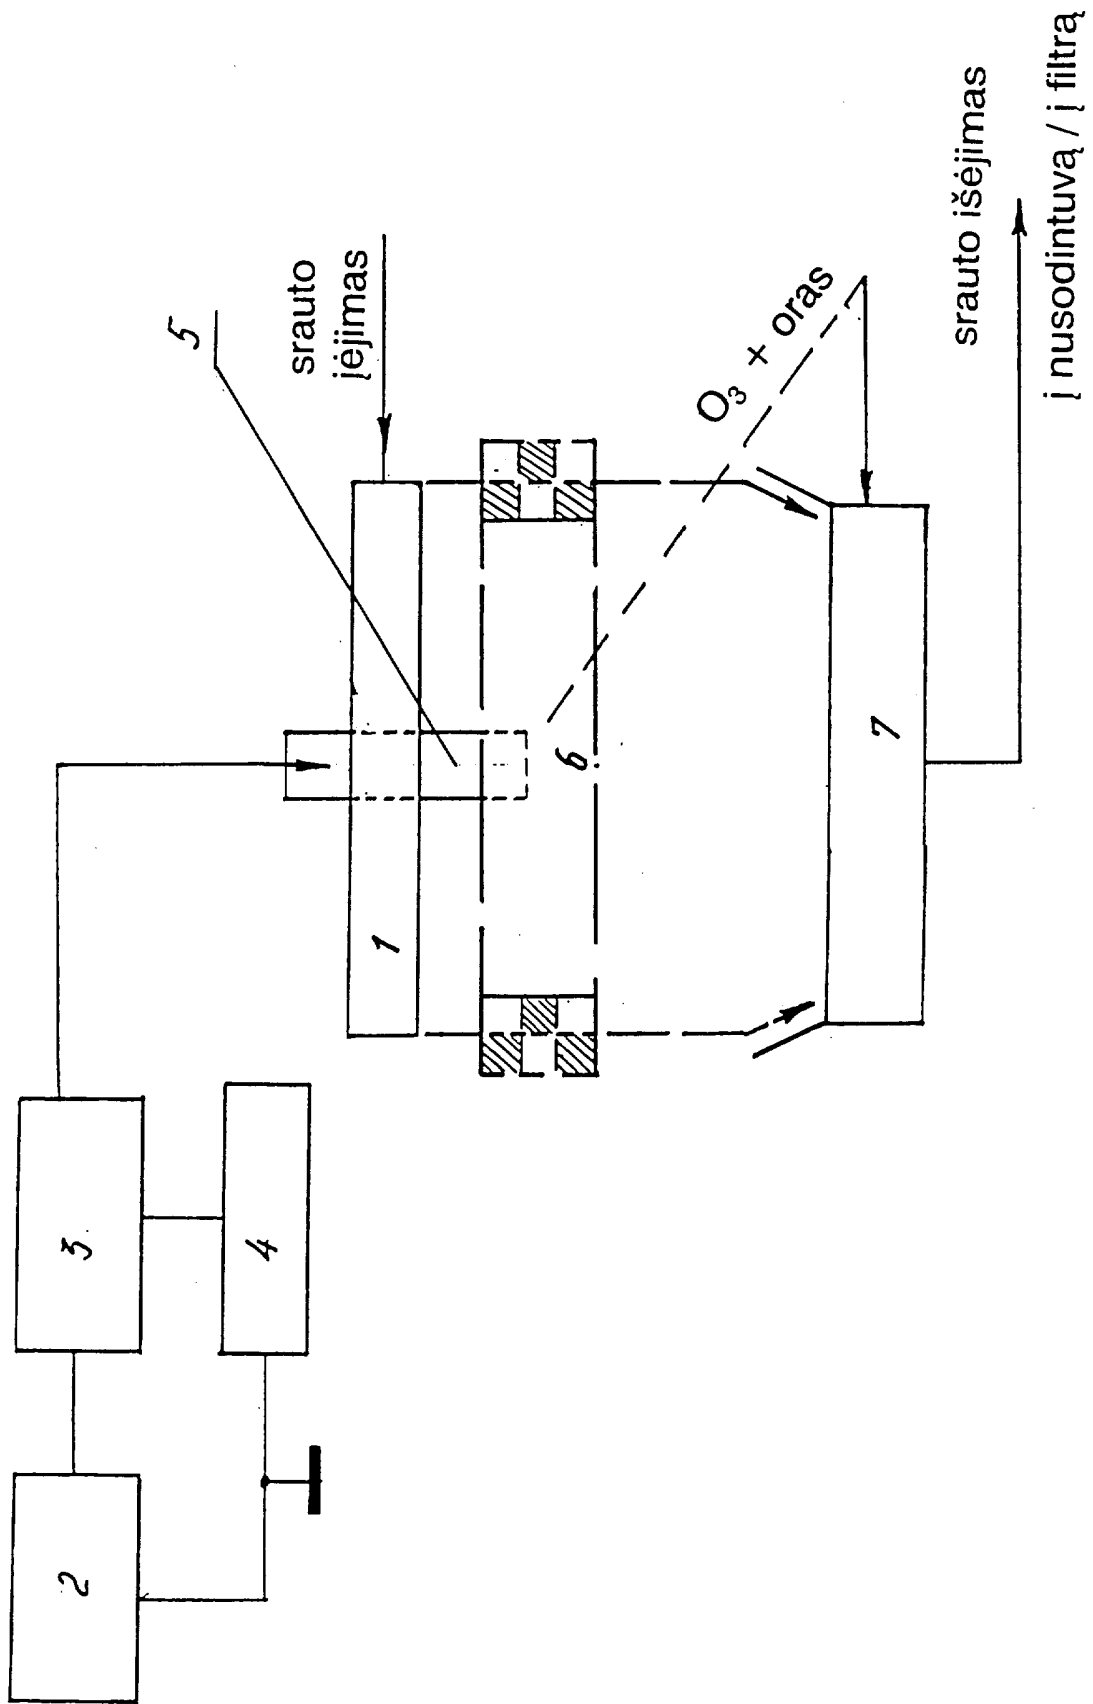 5
srauto
įėjimas
3
4
2
1
6
O₃ + oras
7
srauto išėjimas
į nusodintuvą / į filtrą